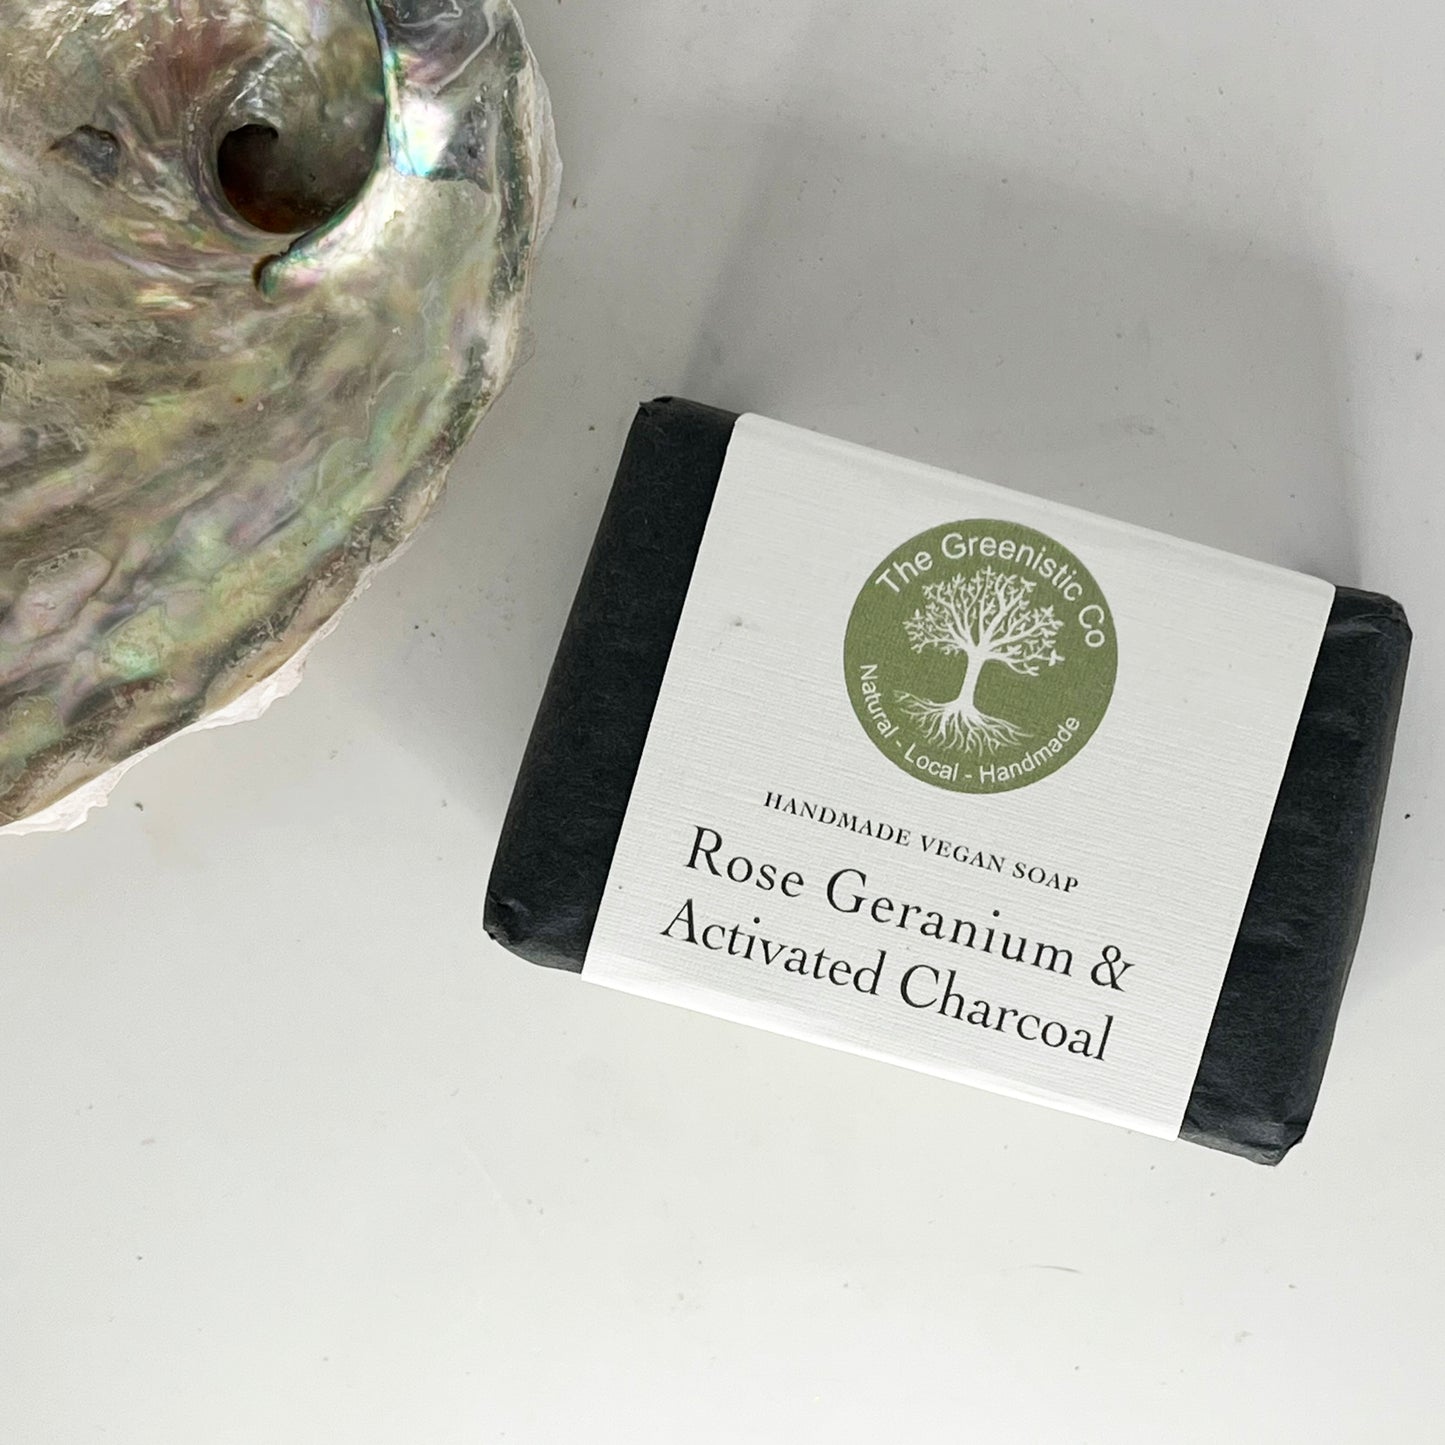 The Greenistic Co
Natural - Local - Handmade
HANDMADE VEGAN SOAP
Rose Geranium &
Activated Charcoal